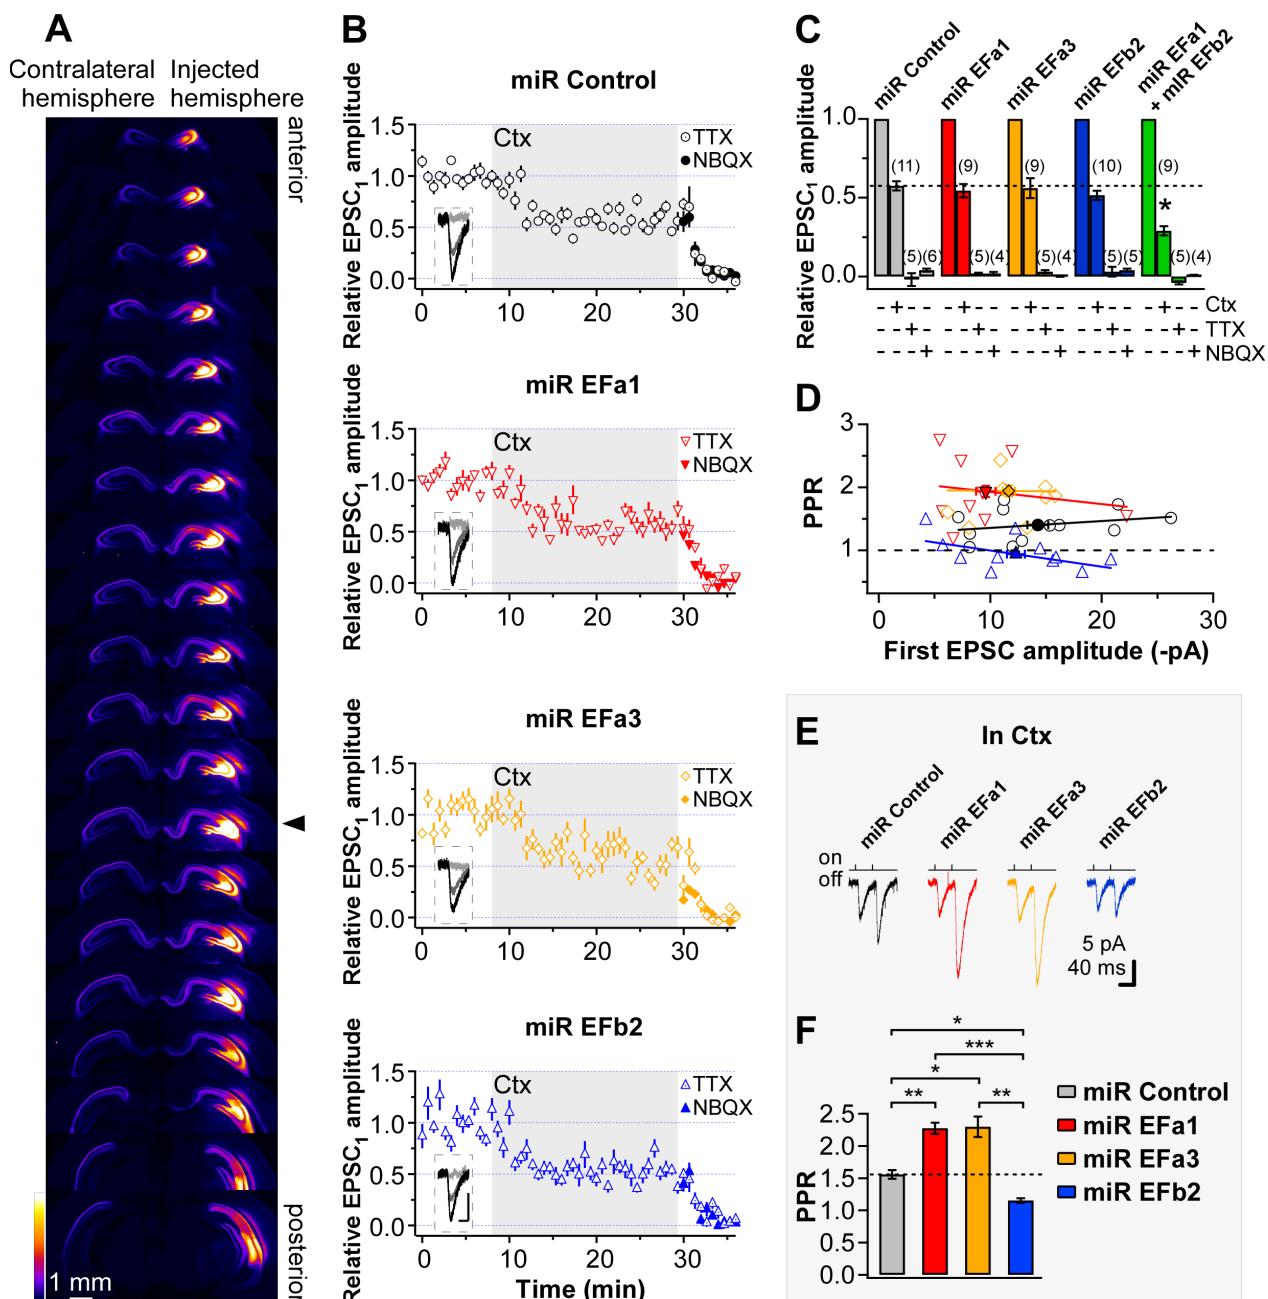 A
Contralateral hemisphere
Injected hemisphere
anterior
posterior
1 mm
B
miR Control
Relative EPSC1 amplitude
1.5
1.0
0.5
0.0
Ctx
TTX
NBQX
0 10 20 30
miR EFa1
Relative EPSC1 amplitude
1.5
1.0
0.5
0.0
Ctx
TTX
NBQX
0 10 20 30
miR EFa3
Relative EPSC1 amplitude
1.5
1.0
0.5
0.0
Ctx
TTX
NBQX
0 10 20 30
miR EFb2
Relative EPSC1 amplitude
1.5
1.0
0.5
0.0
Ctx
TTX
NBQX
0 10 20 30
Time (min)
C
miR Control
miR EFa1
miR EFa3
miR EFb2
miR EFa1
+ miR EFb2
Relative EPSC1 amplitude
1.0
0.5
0.0
(11) (9) (9) (10) (9)
*
(5) (6) (5) (4) (5) (4) (5) (5) (5) (4)
- + - - - + - - - + - - - + - - - + - - Ctx
- - + - - - + - - - + - - - + - - - + - TTX
- - - + - - - + - - - + - - - + - - - + NBQX
D
PPR
3
2
1
0 10 20 30
First EPSC amplitude (-pA)
E
In Ctx
miR Control
miR EFa1
miR EFa3
miR EFb2
on
off
5 pA
40 ms
F
*
***
*
** **
PPR
2.5
2.0
1.5
1.0
0.5
0.0
miR Control
miR EFa1
miR EFa3
miR EFb2